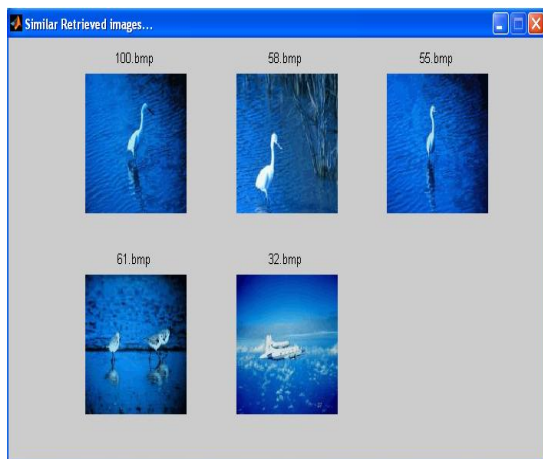 Similar Retrieved images...
100.bmp
58.bmp
55.bmp
61.bmp
32.bmp